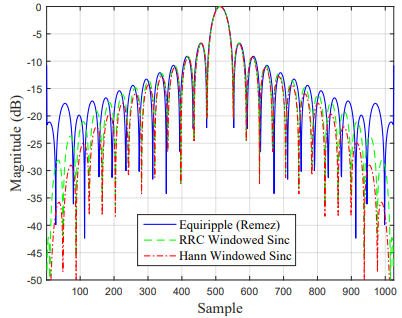 0
-5
-10
-15
-20
-25
-30
-35
-40
-45
-50
Magnitude (dB)
Equiripple (Remez)
RRC Windowed Sinc
Hann Windowed Sinc
100 200 300 400 500 600 700 800 900 1000
Sample